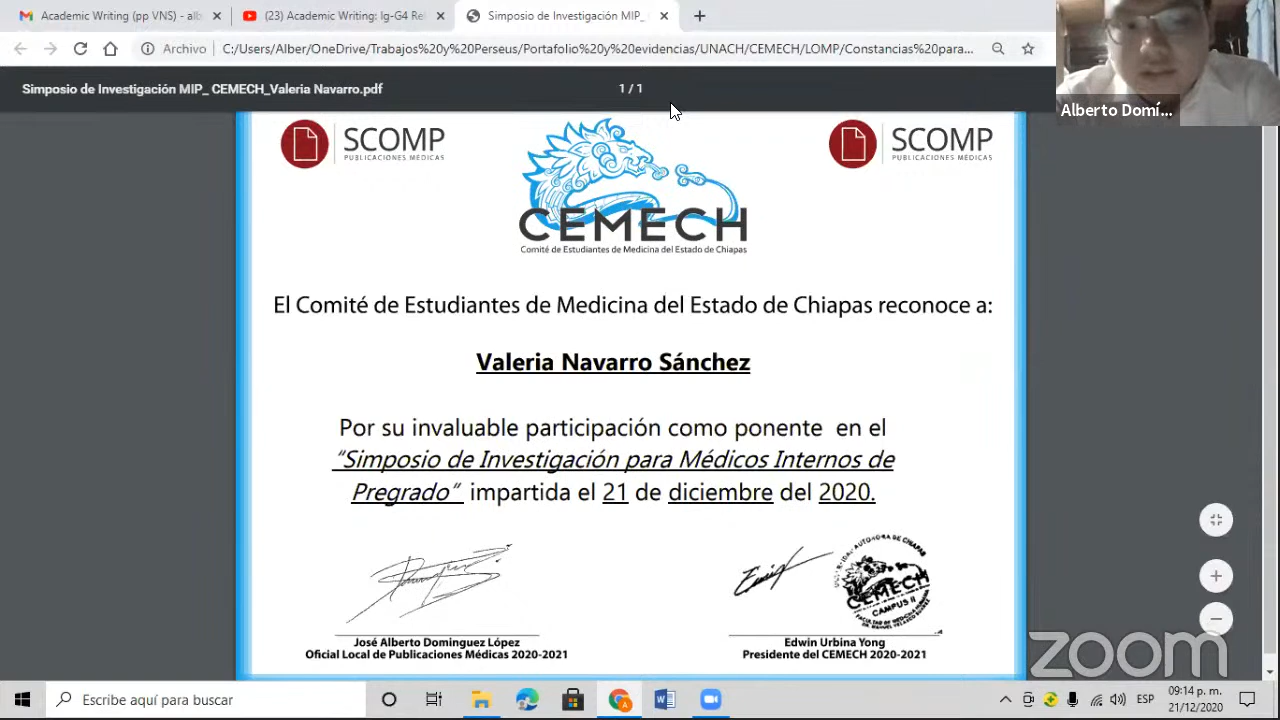 Academic Writing (pp VNS) - alb
(23) Academic Writing: Ig-G4 Rel
Simposio de Investigación MIP_
Archivo
C:/Users/Alber/OneDrive/Trabajos%20y%20Perseus/Portafolio%20y%20evidencias/UNACH/CEMECH/LOMP/Constancias%20para...
Alberto Domí...
Simposio de Investigación MIP_ CEMECH_Valeria Navarro.pdf
1 / 1
SCOMP
PUBLICACIONES MÉDICAS
CEMECH
Comité de Estudiantes de Medicina del Estado de Chiapas
SCOMP
PUBLICACIONES MÉDICAS
El Comité de Estudiantes de Medicina del Estado de Chiapas reconoce a:
Valeria Navarro Sánchez
Por su invaluable participación como ponente en el
"Simposio de Investigación para Médicos Internos de
Pregrado" impartida el 21 de diciembre del 2020.
CEMECH
CAMPUS II
José Alberto Dominguez López
Oficial Local de Publicaciones Médicas 2020-2021
Edwin Urbina Yong
Presidente del CEMECH 2020-2021
zoom
Escribe aquí para buscar
ESP
09:14 p. m.
21/12/2020